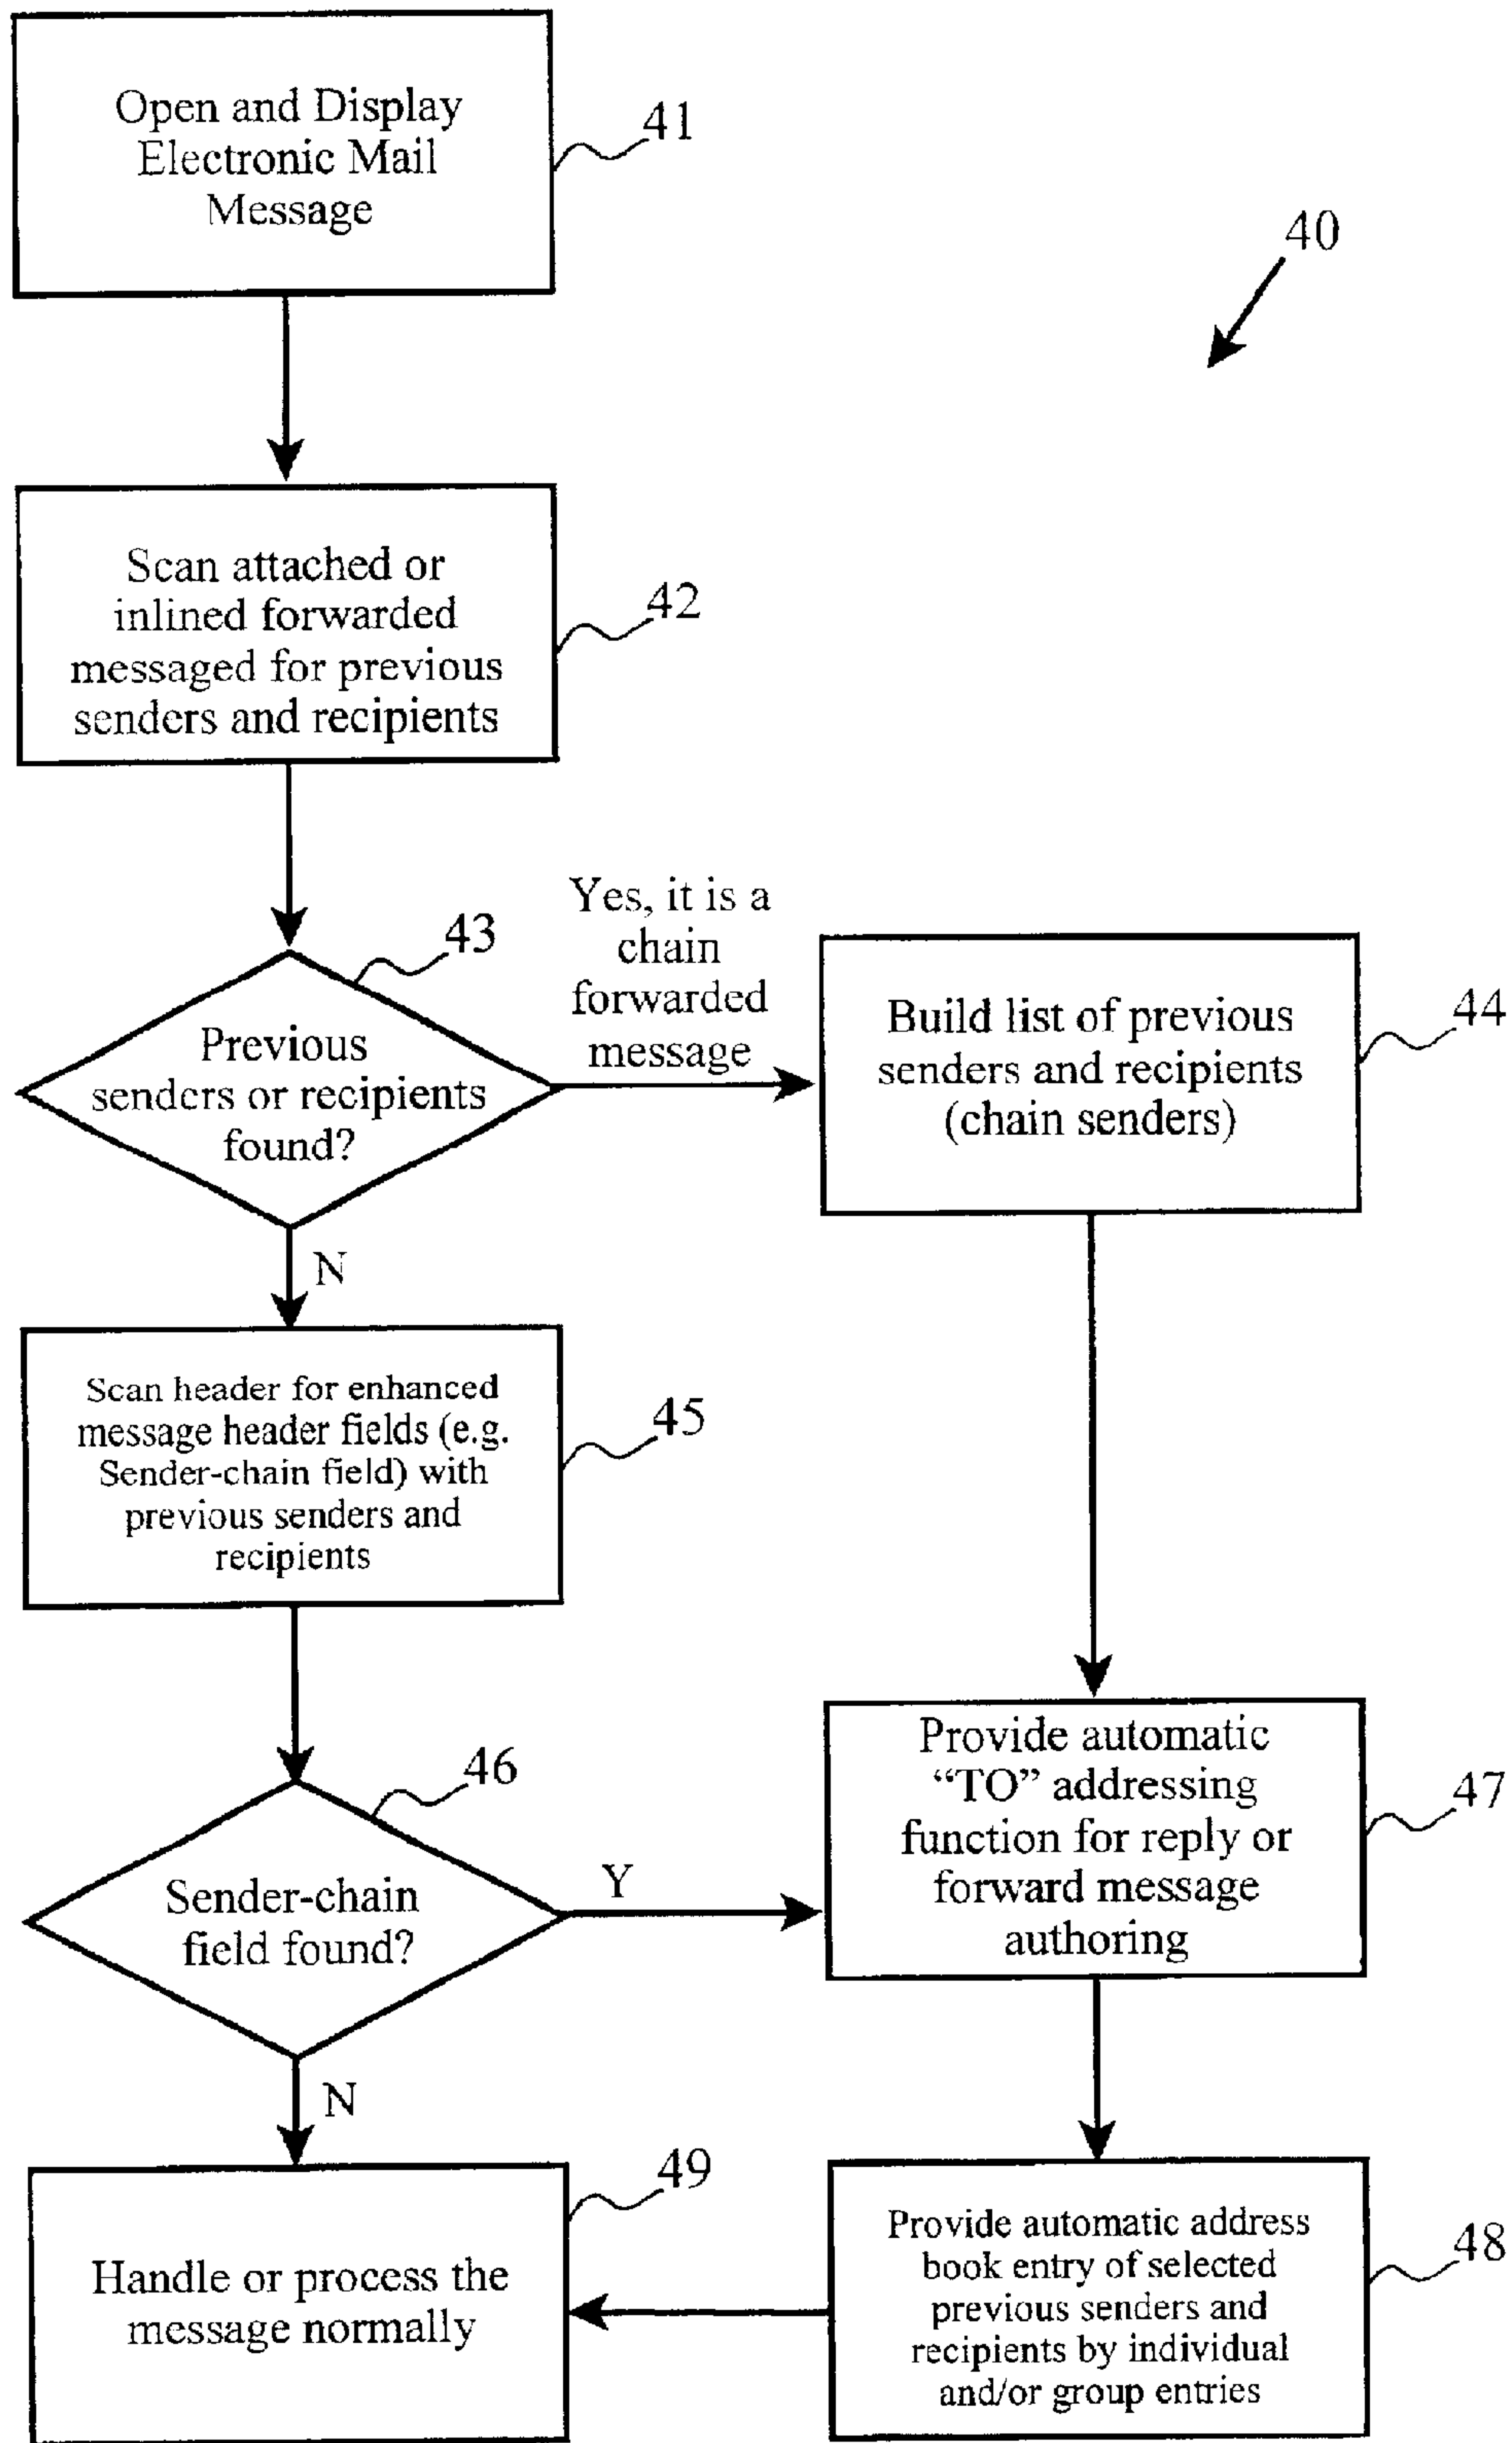 Open and Display
Electronic Mail
Message
41
40
Scan attached or
inlined forwarded
messaged for previous
senders and recipients
42
43
Previous
senders or recipients
found?
Yes, it is a
chain
forwarded
message
Build list of previous
senders and recipients
(chain senders)
44
N
Scan header for enhanced
message header fields (e.g.
Sender-chain field) with
previous senders and
recipients
45
46
Sender-chain
field found?
Y
Provide automatic
“TO” addressing
function for reply or
forward message
authoring
47
N
Handle or process the
message normally
49
Provide automatic address
book entry of selected
previous senders and
recipients by individual
and/or group entries
48